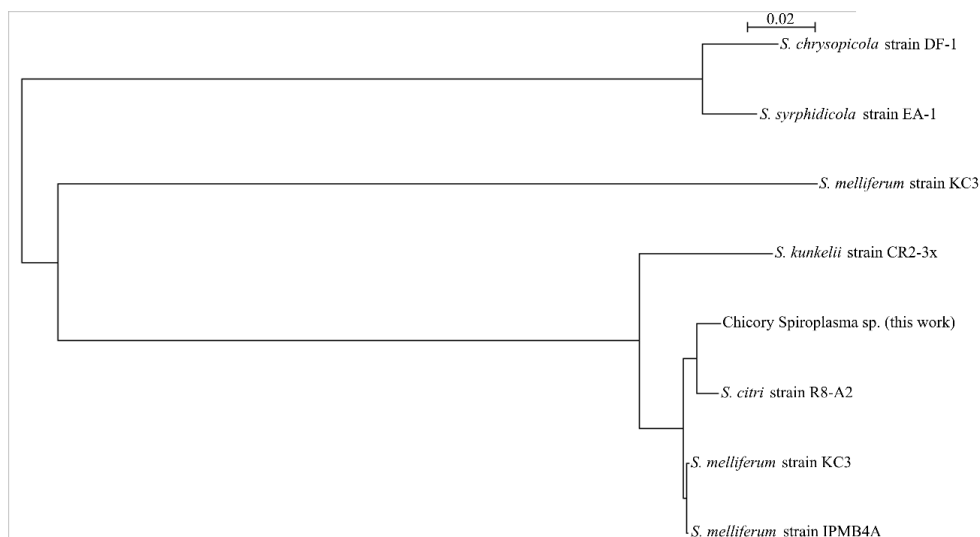 0.02
S. chrysopicola strain DF-1
S. syrphidicola strain EA-1
S. melliferum strain KC3
S. kunkelii strain CR2-3x
Chicory Spiroplasma sp. (this work)
S. citri strain R8-A2
S. melliferum strain KC3
S. melliferum strain IPMB4A